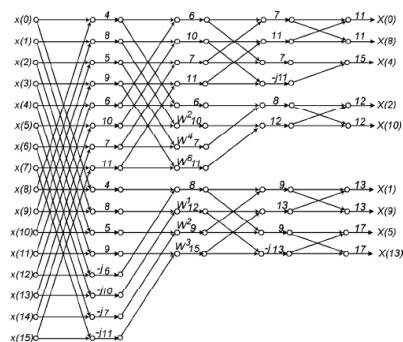 x(0) 4 6 7 11 X(0)
x(1) 8 10 11 11 X(8)
x(2) 5 7 7 15 X(4)
x(3) 9 11 -j11
x(4) 6 6 8 12 X(2)
x(5) 10 W²10 12 12 X(10)
x(6) 7 W⁴7
x(7) 11 W⁶11
x(8) 4 8 9 13 X(1)
x(9) 8 W¹12 13 13 X(9)
x(10) 5 W²9 9 17 X(5)
x(11) 9 W³15 -j13 17 X(13)
x(12) -j6
x(13) -j10
x(14) -j7
x(15) -j11